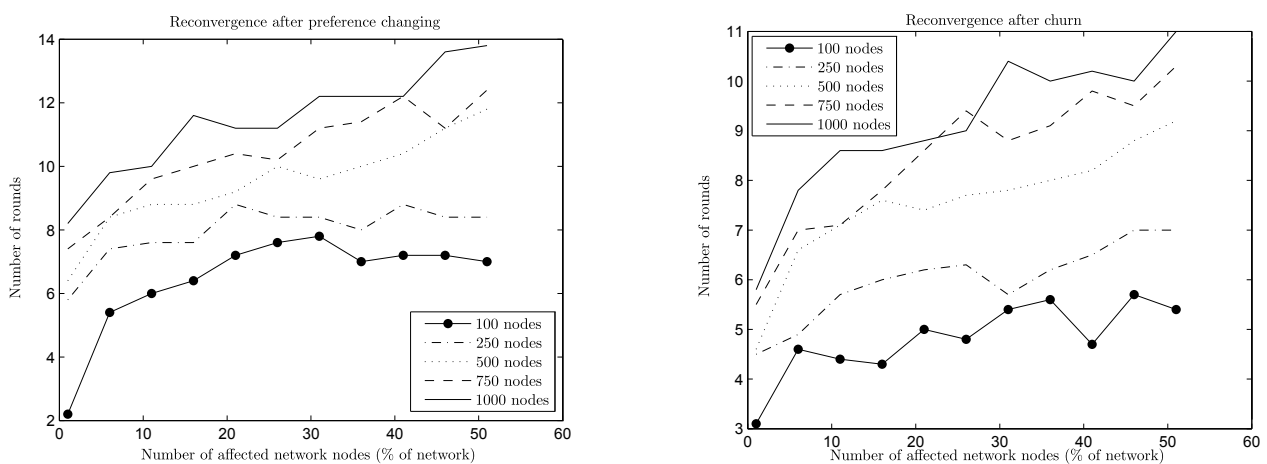 Reconvergence after preference changing
14
12
10
8
6
4
2
0
10
20
30
40
50
60
Number of rounds
Number of affected network nodes (% of network)
100 nodes
250 nodes
500 nodes
750 nodes
1000 nodes
Reconvergence after churn
11
10
9
8
7
6
5
4
3
0
10
20
30
40
50
60
Number of rounds
Number of affected network nodes (% of network)
100 nodes
250 nodes
500 nodes
750 nodes
1000 nodes